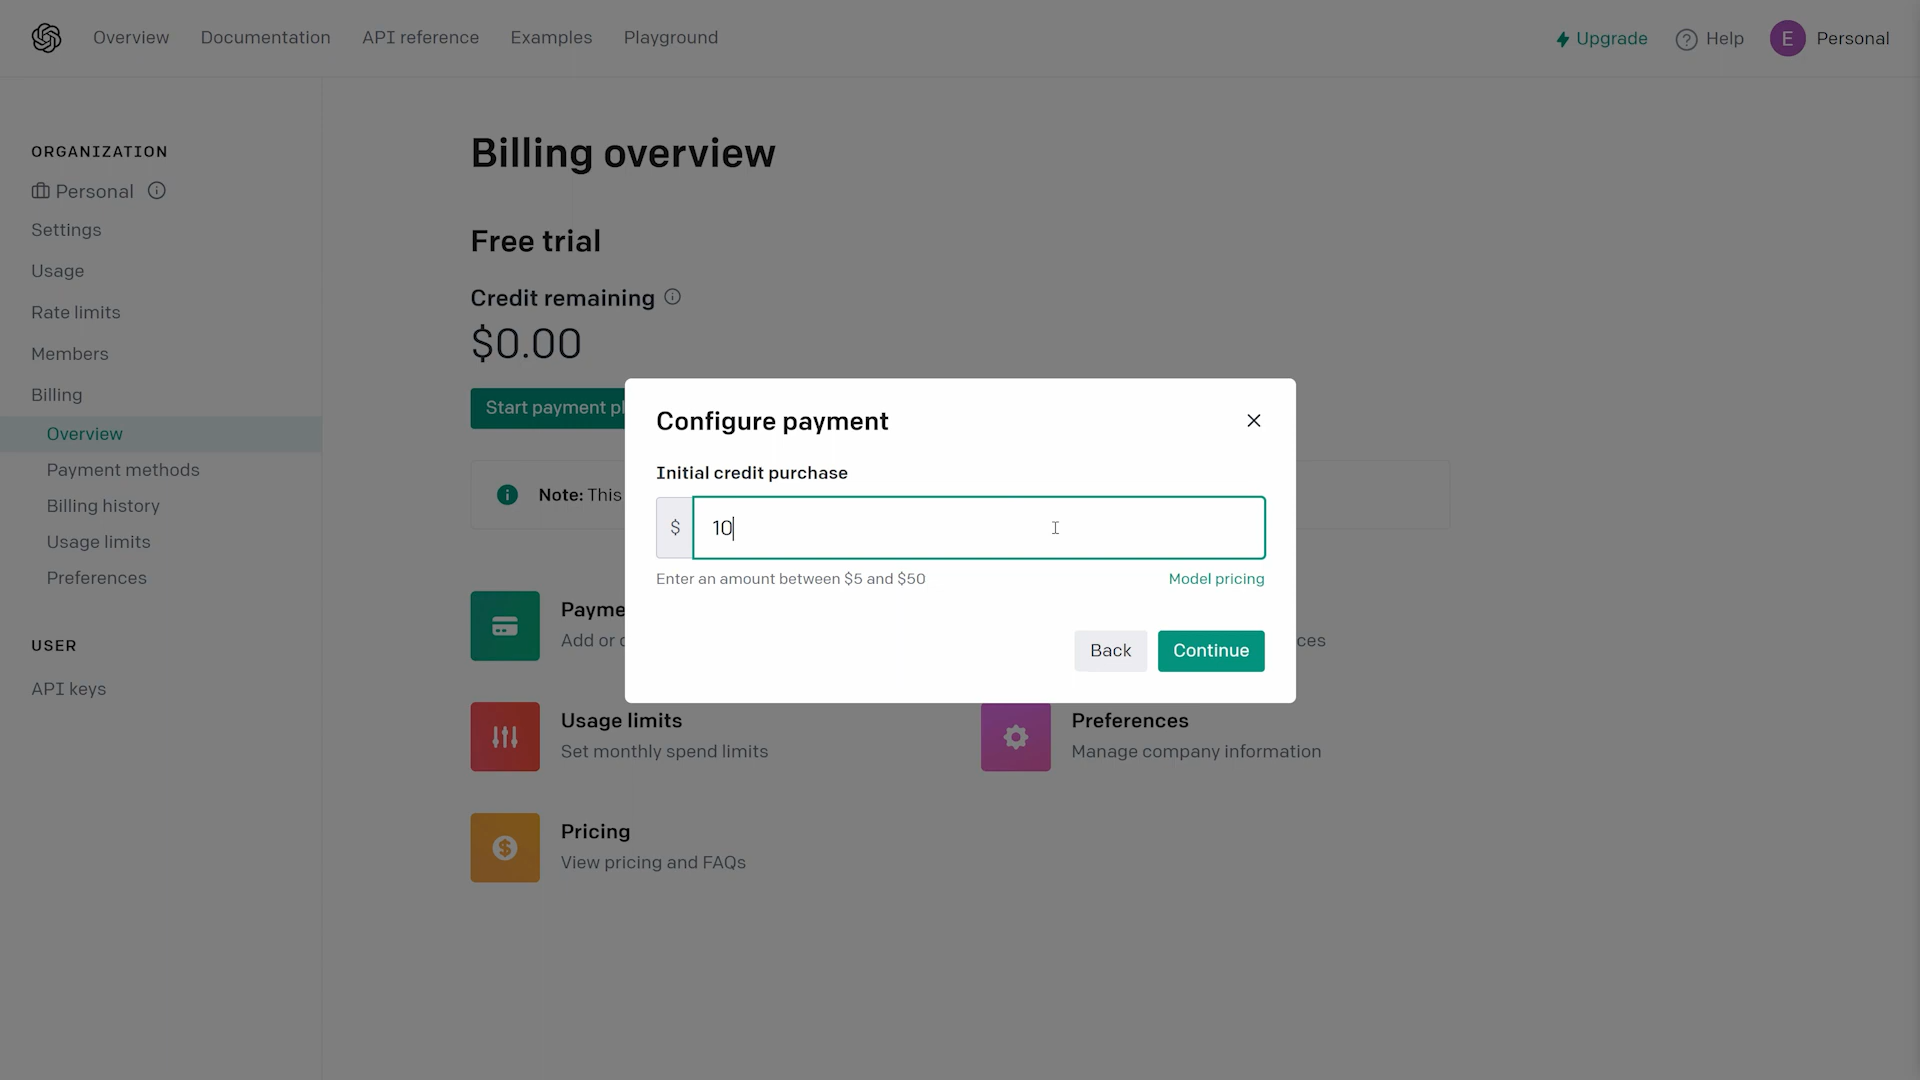 Overview
Documentation
API reference
Examples
Playground
Upgrade
Help
E
Personal
ORGANIZATION
Personal
Settings
Usage
Rate limits
Members
Billing
Overview
Payment methods
Billing history
Usage limits
Preferences
USER
API keys
Billing overview
Free trial
Credit remaining
$0.00
Start payment
Note: This
Configure payment
Initial credit purchase
$ 10
Enter an amount between $5 and $50
Model pricing
Back
Continue
Add or
Usage limits
Set monthly spend limits
Preferences
Manage company information
Pricing
View pricing and FAQs